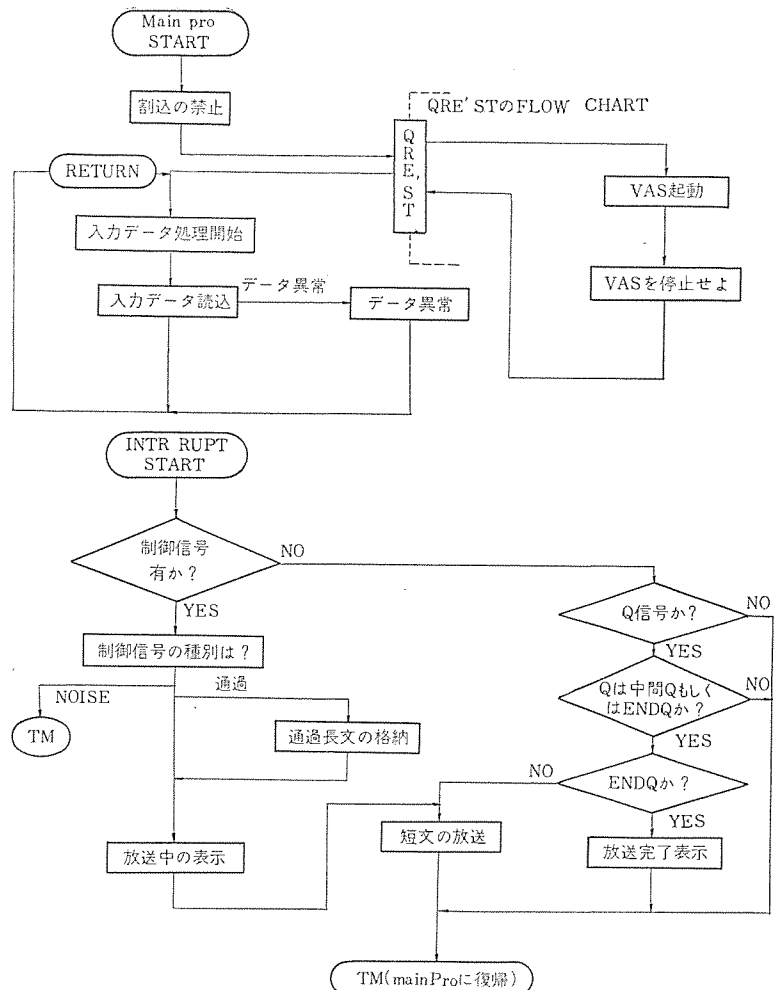 Main pro
START
割込の禁止
QRE'STのFLOW CHART
QRE'ST
RETURN
VAS起動
入力データ処理開始
VASを停止せよ
入力データ読込
データ異常
データ異常
INTR RUPT
START
制御信号
有か?
NO
YES
Q信号か?
NO
YES
制御信号の種別は?
Qは中間Qもしく
はENDQか?
NO
YES
NOISE
TM
通過
通過長文の格納
ENDQか?
NO
YES
放送中の表示
短文の放送
放送完了表示
TM(mainProに復帰)